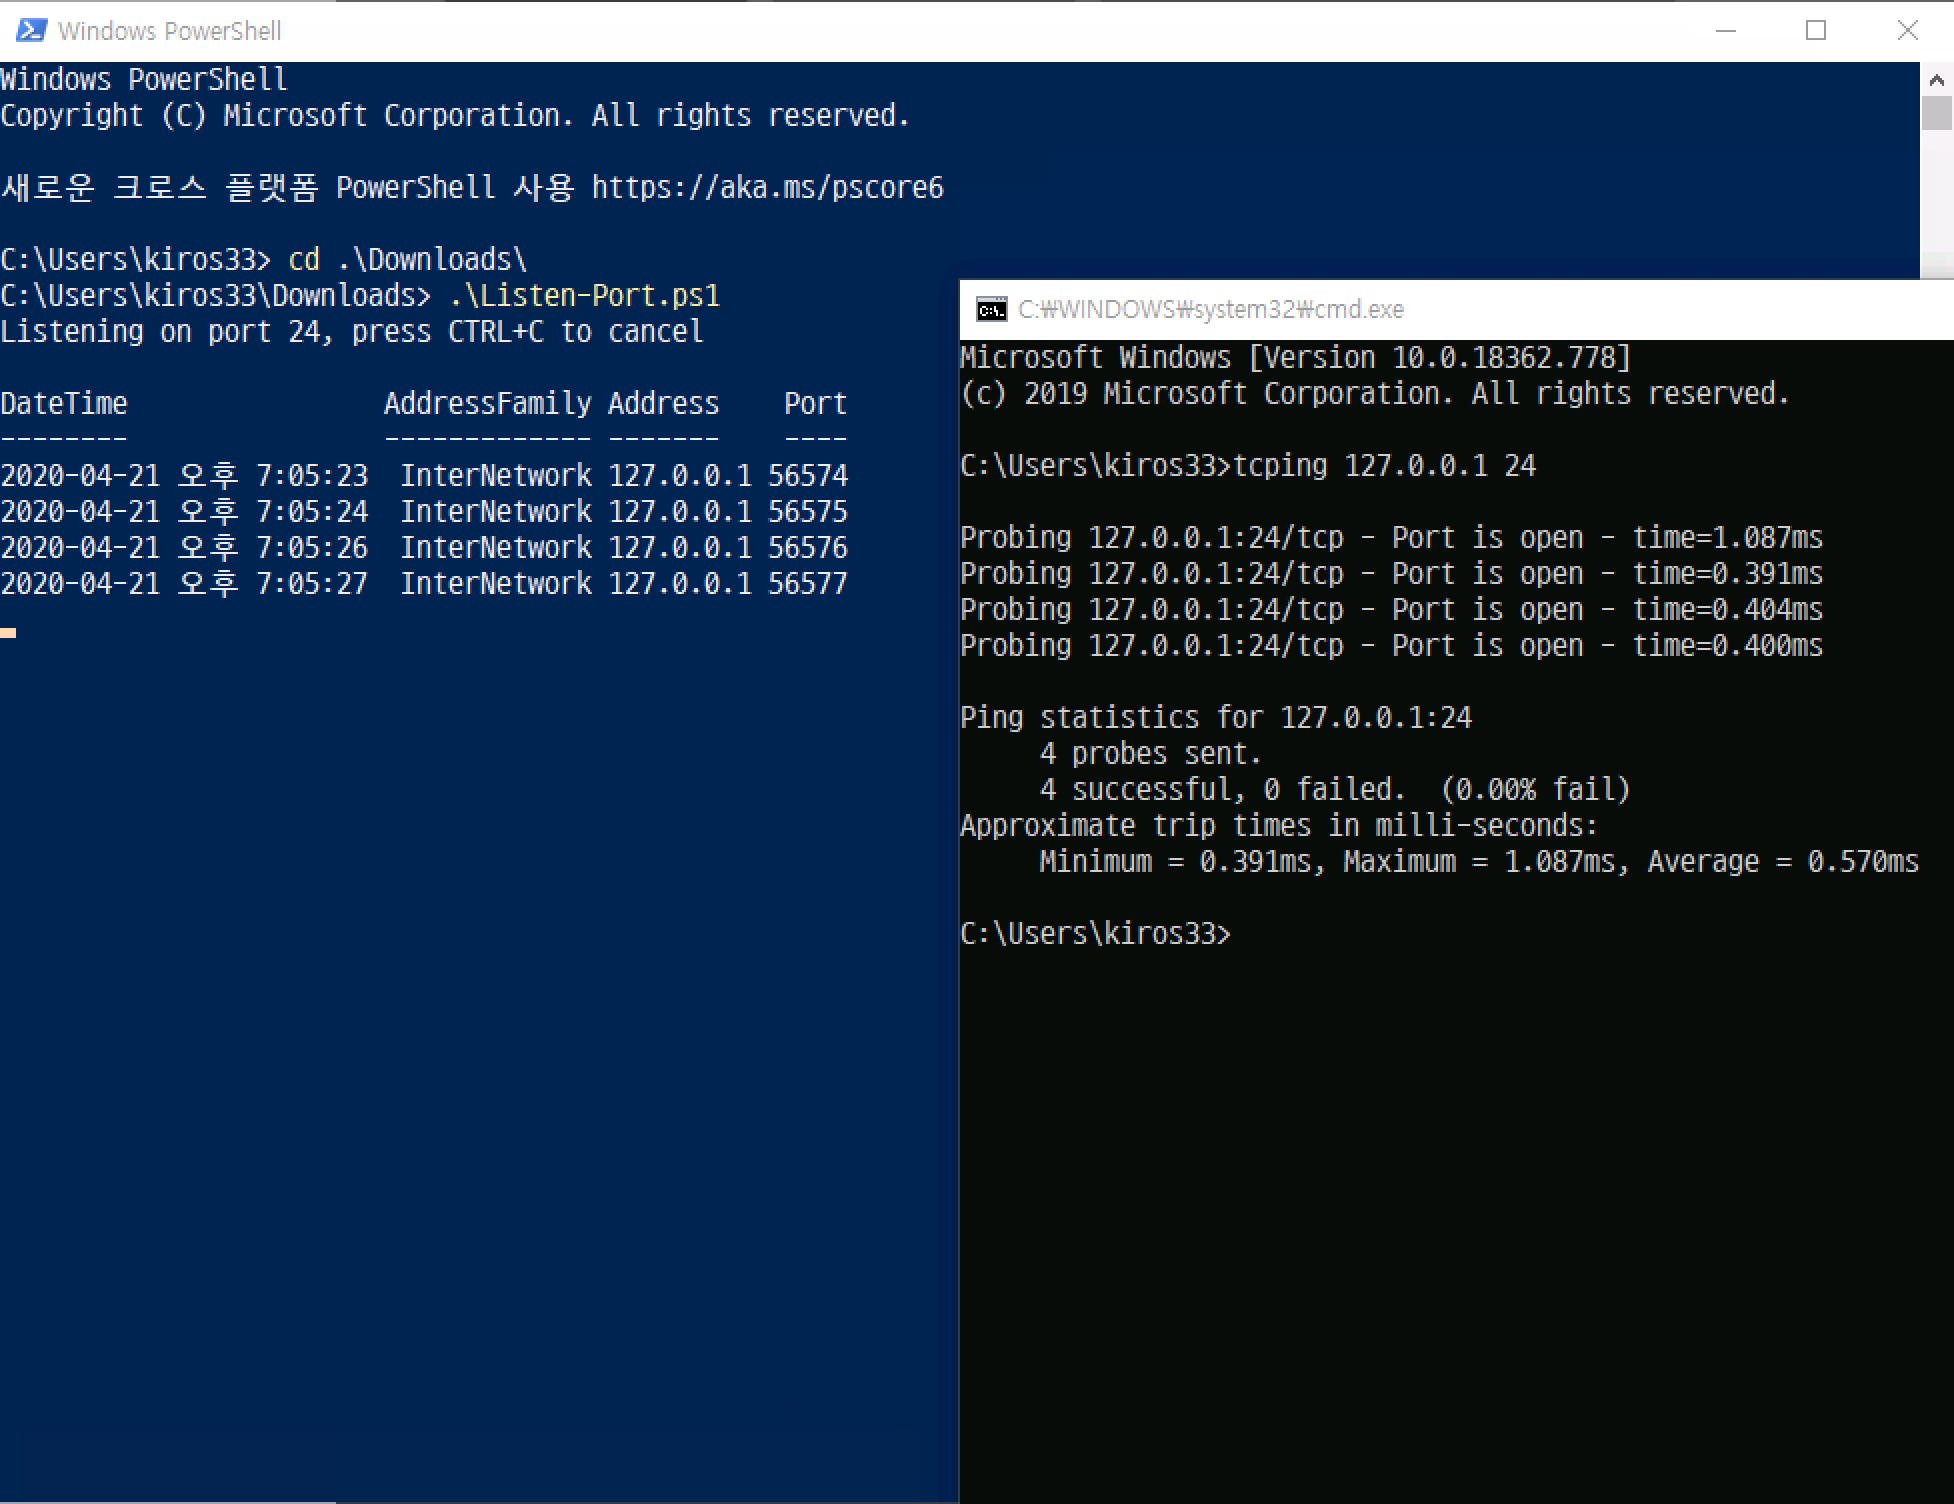 Windows PowerShell
Windows PowerShell
Copyright (C) Microsoft Corporation. All rights reserved.
새로운 크로스 플랫폼 PowerShell 사용 https://aka.ms/pscore6
C:\Users\kiros33> cd .\Downloads\
C:\Users\kiros33\Downloads> .\Listen-Port.ps1
Listening on port 24, press CTRL+C to cancel
DateTime AddressFamily Address Port
-------- ------------- ------- ----
2020-04-21 오후 7:05:23 InterNetwork 127.0.0.1 56574
2020-04-21 오후 7:05:24 InterNetwork 127.0.0.1 56575
2020-04-21 오후 7:05:26 InterNetwork 127.0.0.1 56576
2020-04-21 오후 7:05:27 InterNetwork 127.0.0.1 56577
C:₩WINDOWS₩system32₩cmd.exe
Microsoft Windows [Version 10.0.18362.778]
(c) 2019 Microsoft Corporation. All rights reserved.
C:\Users\kiros33>tcping 127.0.0.1 24
Probing 127.0.0.1:24/tcp - Port is open - time=1.087ms
Probing 127.0.0.1:24/tcp - Port is open - time=0.391ms
Probing 127.0.0.1:24/tcp - Port is open - time=0.404ms
Probing 127.0.0.1:24/tcp - Port is open - time=0.400ms
Ping statistics for 127.0.0.1:24
4 probes sent.
4 successful, 0 failed. (0.00% fail)
Approximate trip times in milli-seconds:
Minimum = 0.391ms, Maximum = 1.087ms, Average = 0.570ms
C:\Users\kiros33>